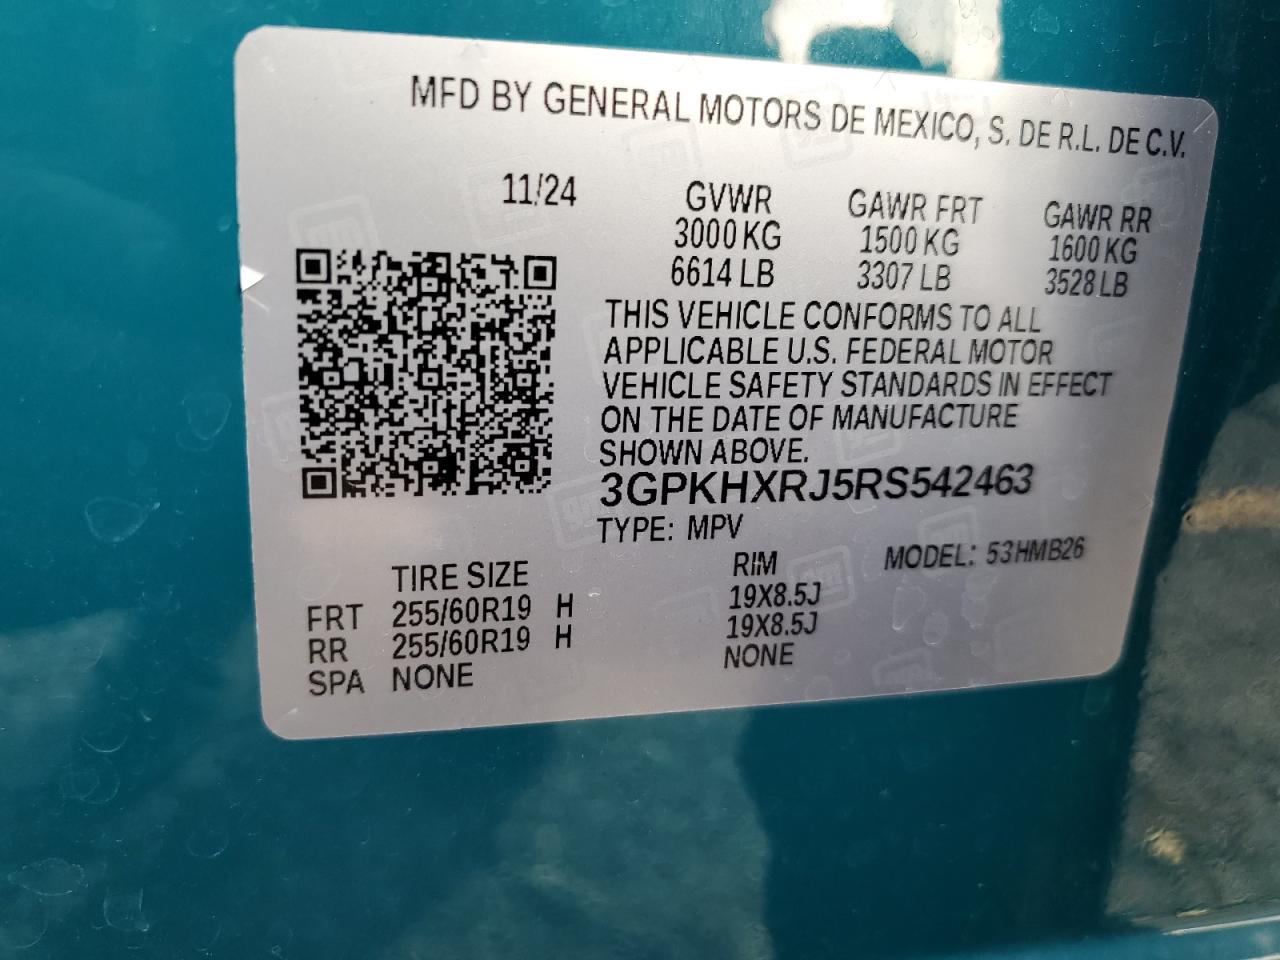 MFD BY GENERAL MOTORS DE MEXICO, S. DE R.L. DE C.V.
11/24 GVWR GAWR FRT GAWR RR
3000 KG 1500 KG 1600 KG
6614 LB 3307 LB 3528 LB
THIS VEHICLE CONFORMS TO ALL
APPLICABLE U.S. FEDERAL MOTOR
VEHICLE SAFETY STANDARDS IN EFFECT
ON THE DATE OF MANUFACTURE
SHOWN ABOVE.
3GPKHXRJ5RS542463
TYPE: MPV MODEL: 53HMB26
TIRE SIZE RIM
FRT 255/60R19 H 19X8.5J
RR 255/60R19 H 19X8.5J
SPA NONE NONE